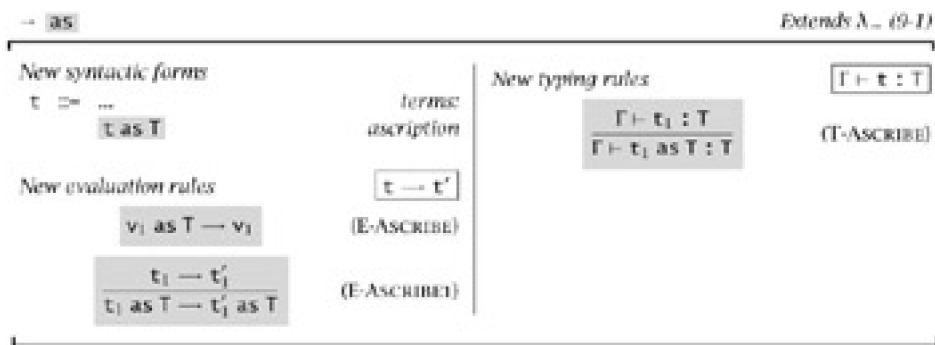 → as
Extends λ→ (9-1)
New syntactic forms
t ::= ...
terms:
t as T
ascription
New evaluation rules
t → t′
v₁ as T → v₁
(E-ASCRIBE)
t₁ → t′₁
t₁ as T → t′₁ as T
(E-ASCRIBE1)
New typing rules
Γ ⊢ t : T
Γ ⊢ t₁ : T
Γ ⊢ t₁ as T : T
(T-ASCRIBE)